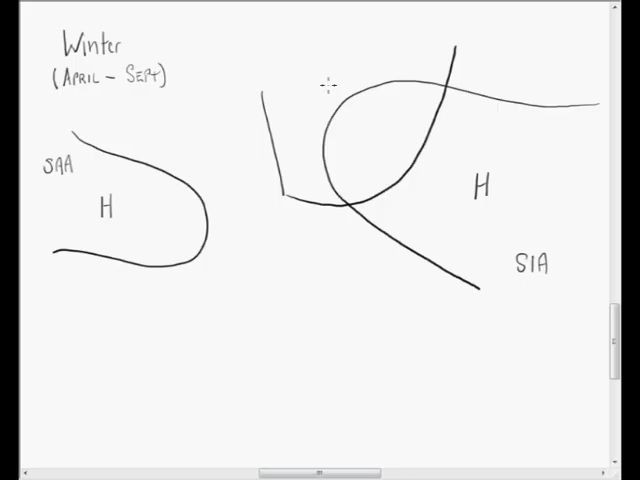 Winter
(April - Sept)
SAA
H
H
SIA